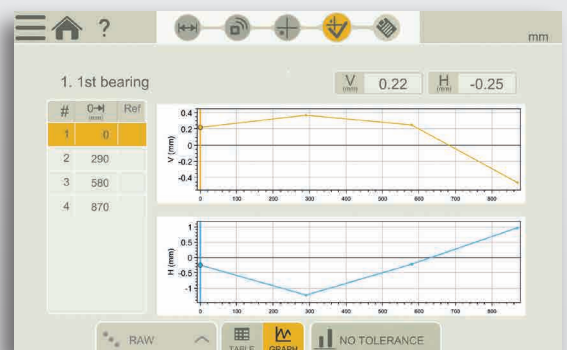 ?
mm
1. 1st bearing
V (mm) 0.22 H (mm) -0.25
# 0 (mm) Ref
1 0
2 290
3 580
4 870
V (mm)
0.4
0.2
0
-0.2
-0.4
0 100 200 300 400 500 600 700 800
H (mm)
1
0.5
0
-0.5
-1
0 100 200 300 400 500 600 700 800
RAW TABLE GRAPH NO TOLERANCE